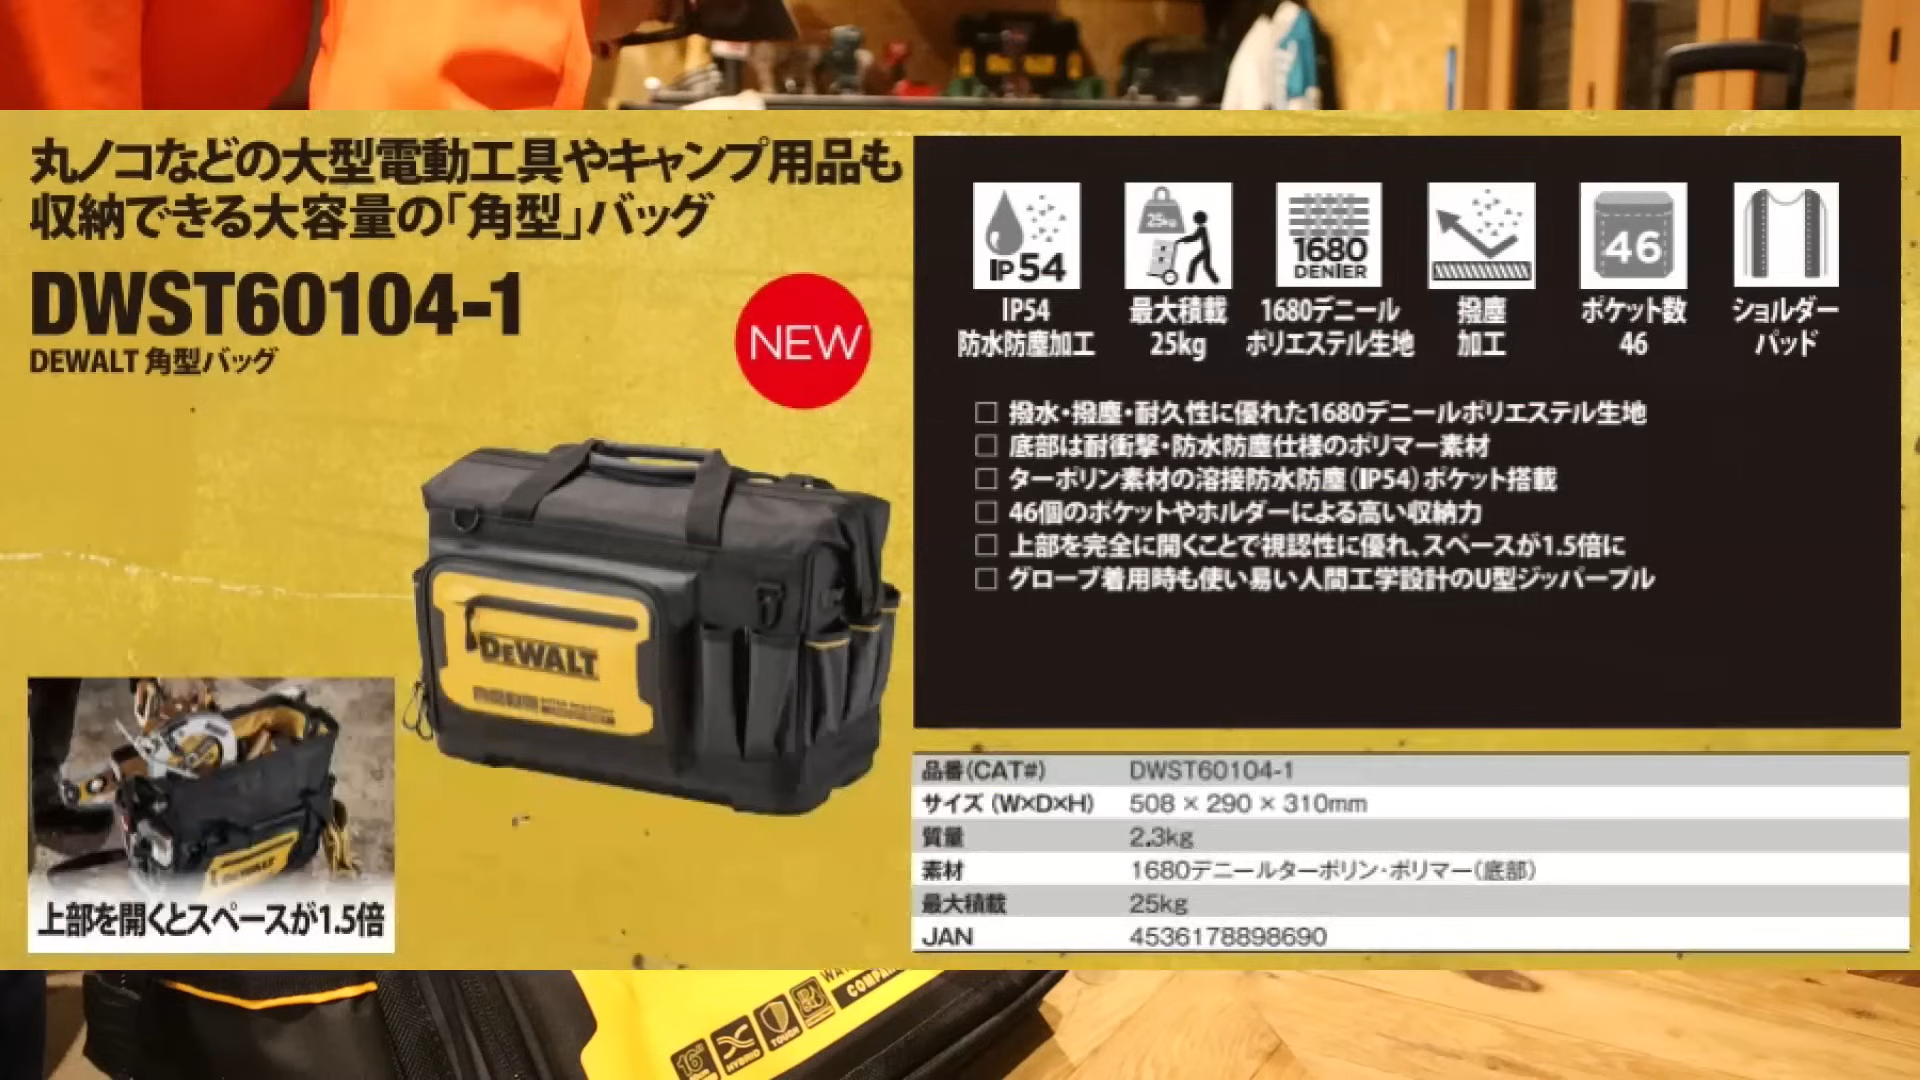 丸ノコなどの大型電動工具やキャンプ用品も
収納できる大容量の「角型」バッグ
DWST60104-1
DEWALT 角型バッグ
NEW
DEWALT
上部を開くとスペースが1.5倍
IP54
25kg
1680
DENIER
46
IP54
防水防塵加工
最大積載
25kg
1680デニール
ポリエステル生地
撥塵
加工
ポケット数
46
ショルダー
パッド
□ 撥水・撥塵・耐久性に優れた1680デニールポリエステル生地
□ 底部は耐衝撃・防水防塵仕様のポリマー素材
□ ターポリン素材の溶接防水防塵(IP54)ポケット搭載
□ 46個のポケットやホルダーによる高い収納力
□ 上部を完全に開くことで視認性に優れ、スペースが1.5倍に
□ グローブ着用時も使い易い人間工学設計のU型ジッパープル
品番(CAT#) DWST60104-1
サイズ (W×D×H) 508 × 290 × 310mm
質量 2.3kg
素材 1680デニールターポリン・ポリマー(底部)
最大積載 25kg
JAN 4536178898690
16"
HYBRID
TOUGH